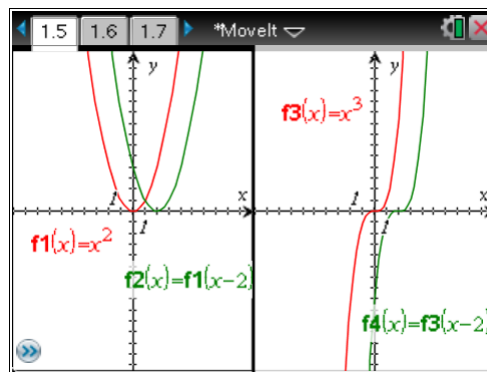 1.5 1.6 1.7 *MoveIt
y
1
x
1
f1(x)=x²
f2(x)=f1(x-2)
y
f3(x)=x³
1
x
1
f4(x)=f3(x-2)